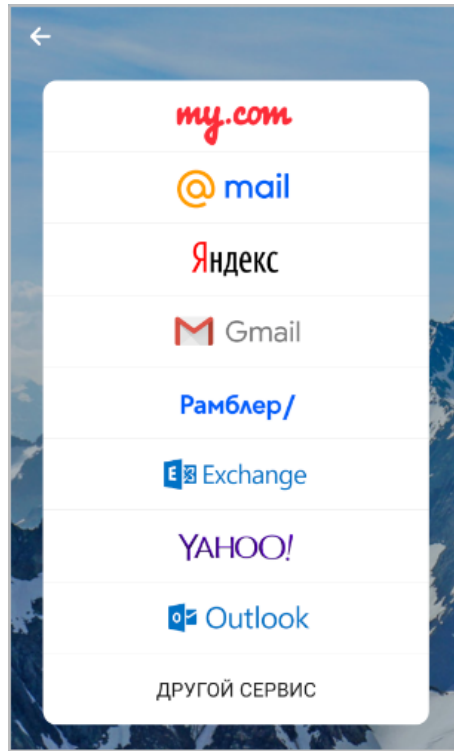 my.com
@ mail
Яндекс
Gmail
Рамблер/
Exchange
YAHOO!
Outlook
ДРУГОЙ СЕРВИС